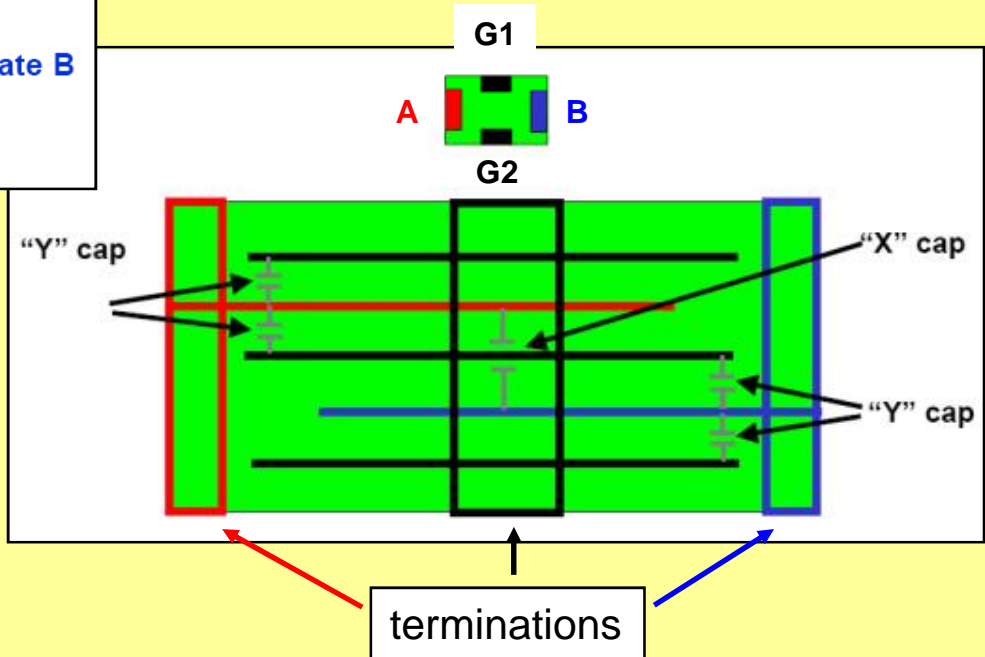 G1
ate B
A
B
G2
“Y” cap
“X” cap
“Y” cap
terminations